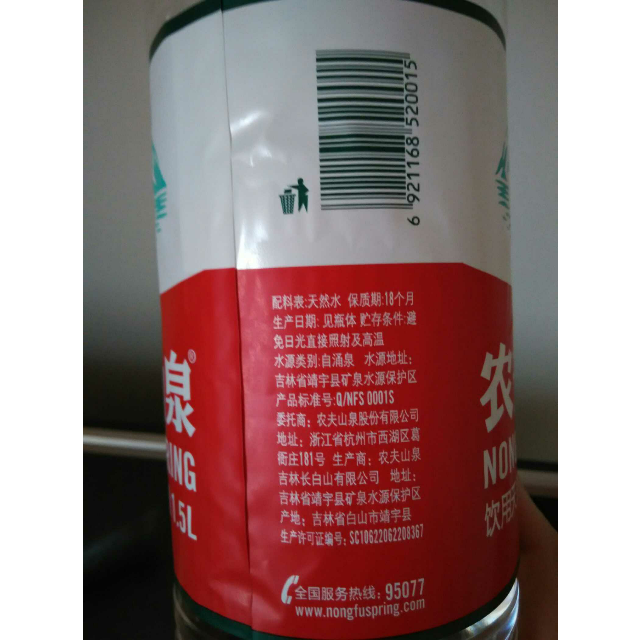 6 921168 520015
配料表:天然水 保质期:18个月
生产日期: 见瓶体 贮存条件:避
免日光直接照射及高温
水源类别:自涌泉 水源地址:
吉林省靖宇县矿泉水源保护区
产品标准号:Q/NFS 0001S
委托商: 农夫山泉股份有限公司
地址: 浙江省杭州市西湖区葛
衙庄181号 生产商: 农夫山泉
吉林长白山有限公司 地址:
吉林省靖宇县矿泉水源保护区
产地: 吉林省白山市靖宇县
生产许可证编号: SC10622062208367
全国服务热线: 95077
www.nongfuspring.com
泉®
RING
1.5L
农
NON
饮用